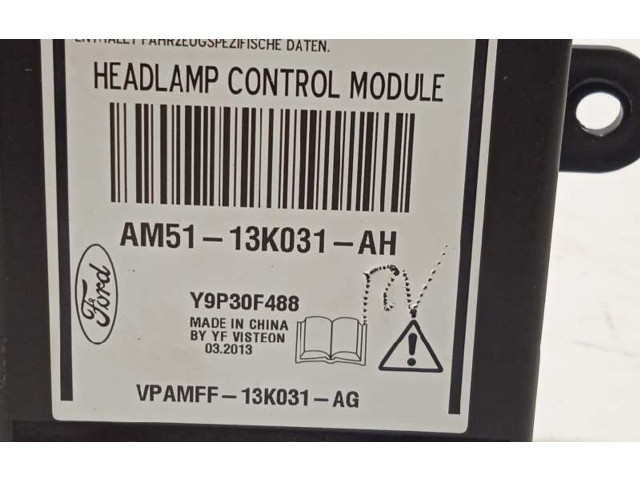 ENTHÄLT FAHRZEUGSPEZIFISCHE DATEN.
HEADLAMP CONTROL MODULE
AM51-13K031-AH
Ford
Y9P30F488
MADE IN CHINA
BY YF VISTEON
03.2013
VPAMFF-13K031-AG